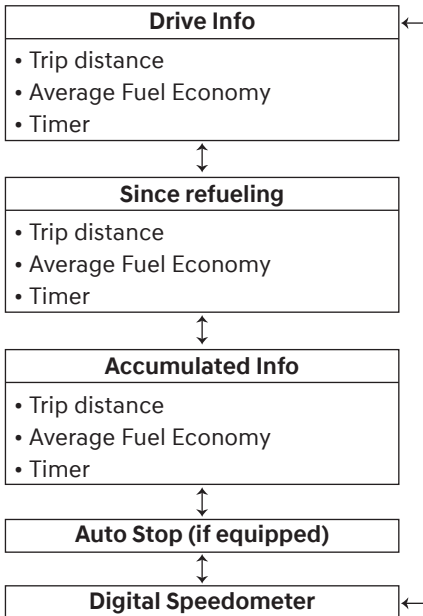 Drive Info
• Trip distance
• Average Fuel Economy
• Timer
Since refueling
• Trip distance
• Average Fuel Economy
• Timer
Accumulated Info
• Trip distance
• Average Fuel Economy
• Timer
Auto Stop (if equipped)
Digital Speedometer